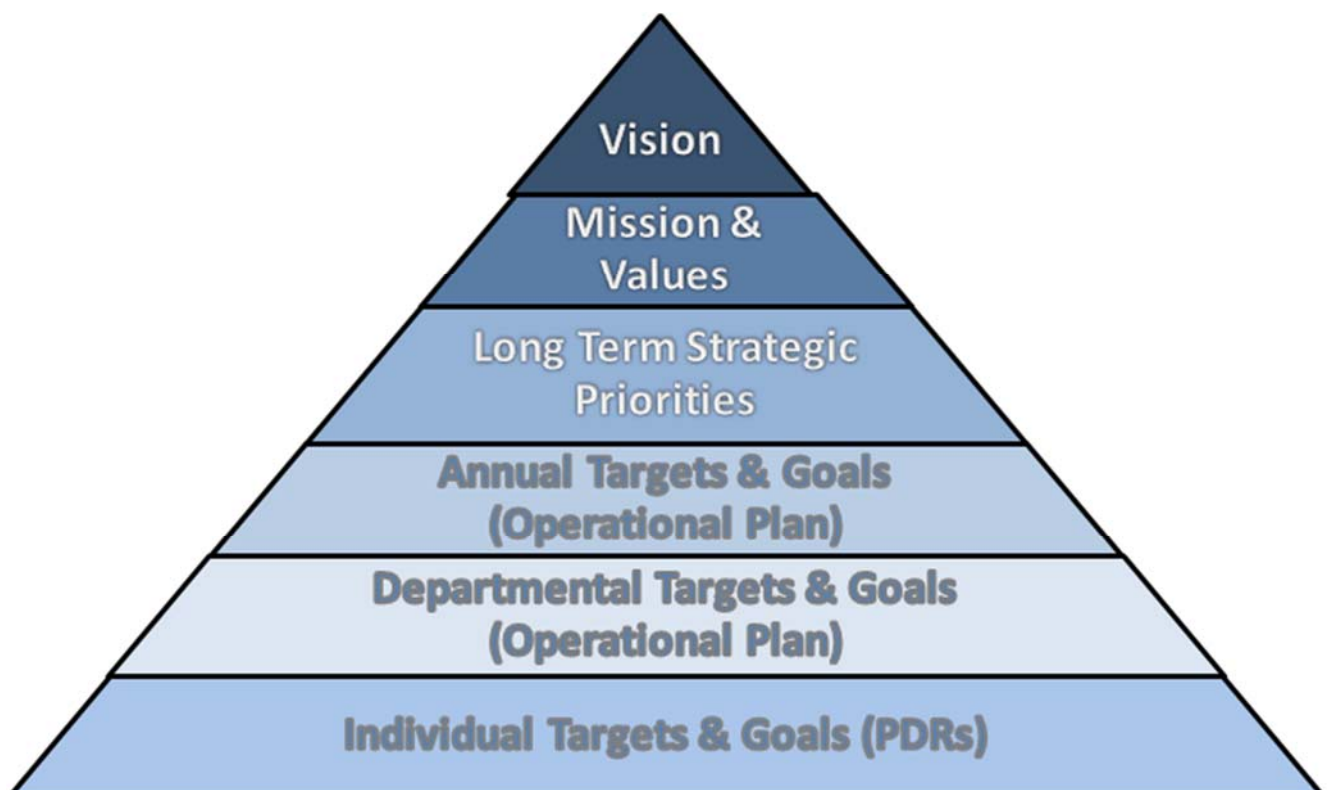 Vision
Mission &
Values
Long Term Strategic
Priorities
Annual Targets & Goals
(Operational Plan)
Departmental Targets & Goals
(Operational Plan)
Individual Targets & Goals (PDRs)